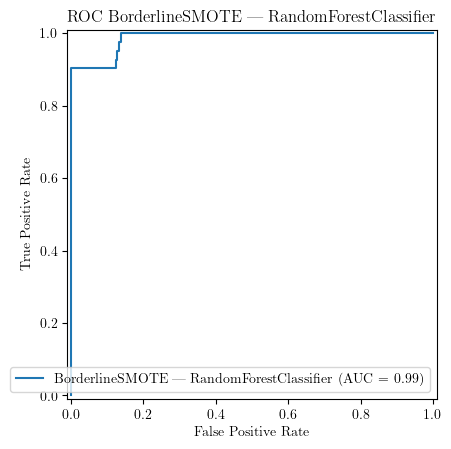 ROC BorderlineSMOTE — RandomForestClassifier
1.0
0.8
0.6
0.4
0.2
0.0
True Positive Rate
BorderlineSMOTE — RandomForestClassifier (AUC = 0.99)
0.0 0.2 0.4 0.6 0.8 1.0
False Positive Rate